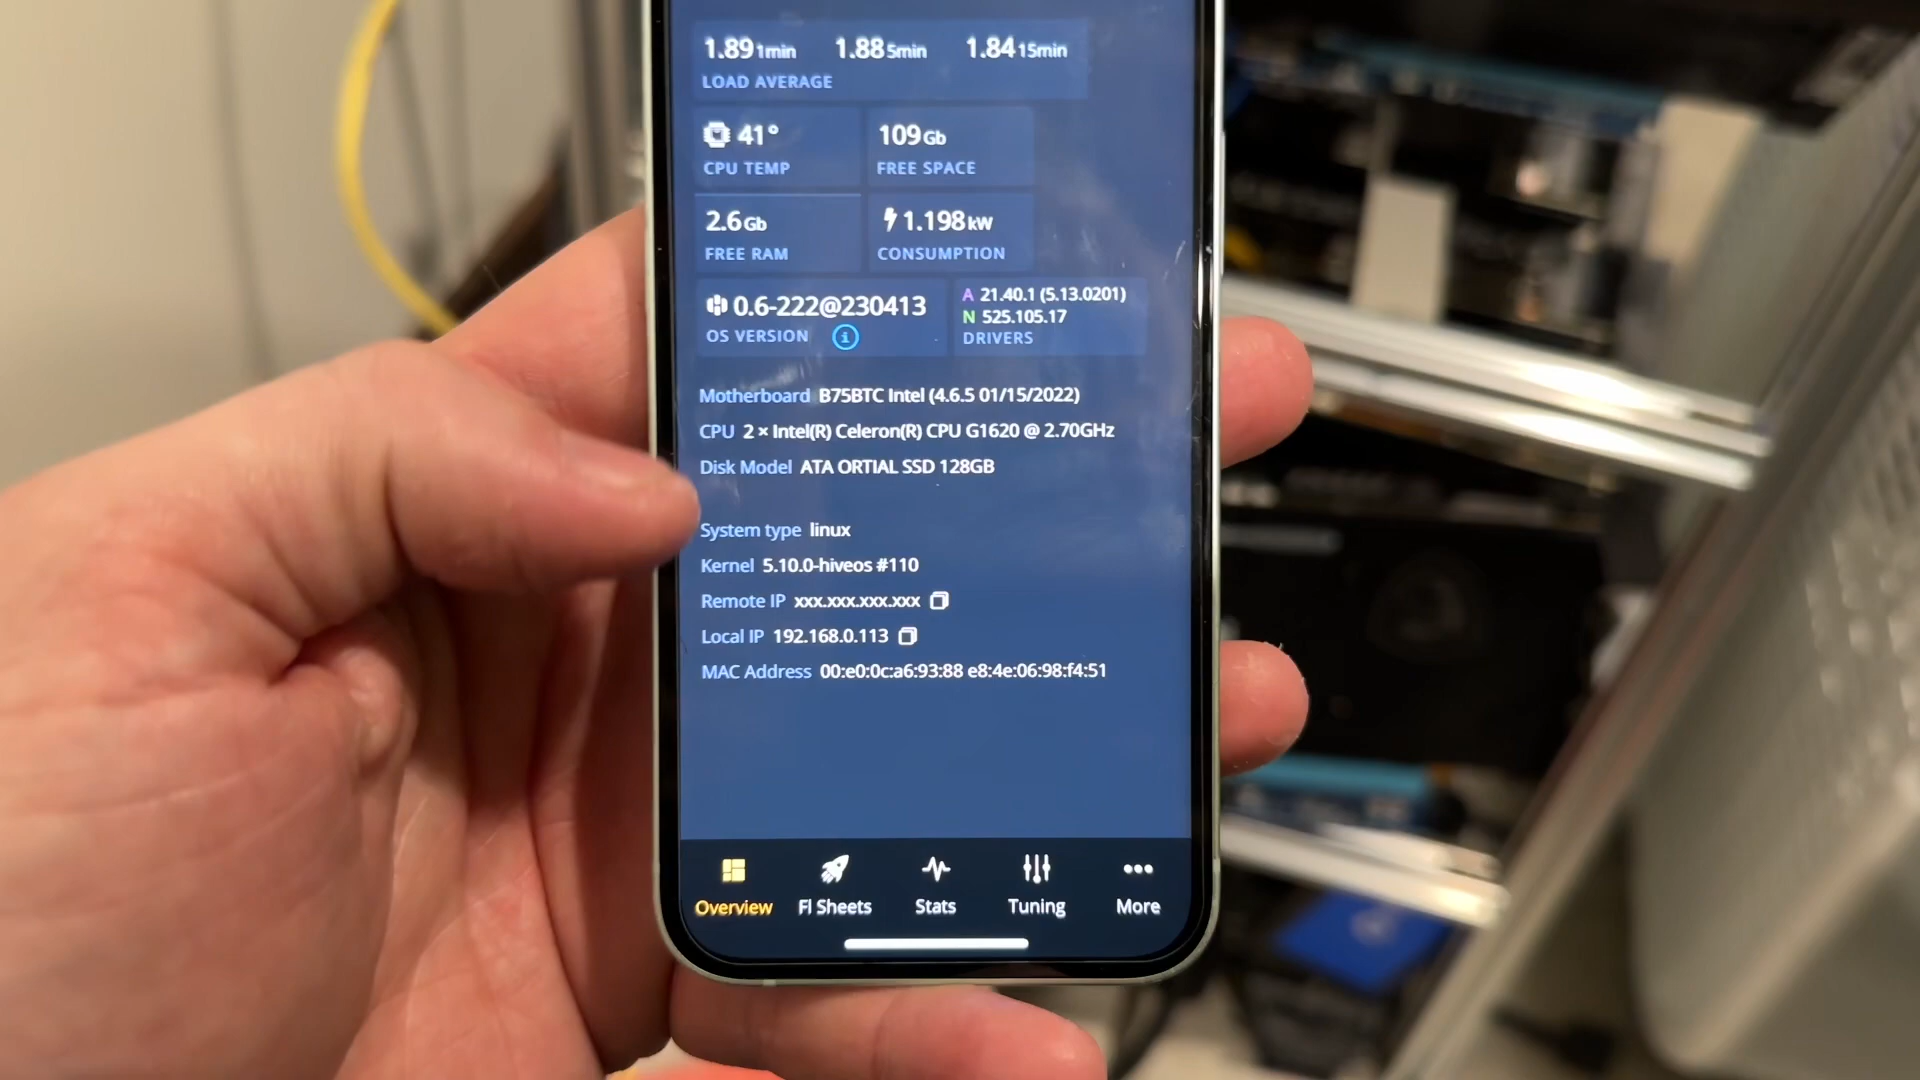 1.89 1min 1.88 5min 1.84 15min
LOAD AVERAGE
41° 109 Gb
CPU TEMP FREE SPACE
2.6 Gb 1.198 kW
FREE RAM CONSUMPTION
0.6-222@230413 A 21.40.1 (5.13.0201)
N 525.105.17
OS VERSION i DRIVERS
Motherboard B75BTC Intel (4.6.5 01/15/2022)
CPU 2 × Intel(R) Celeron(R) CPU G1620 @ 2.70GHz
Disk Model ATA ORTIAL SSD 128GB
System type linux
Kernel 5.10.0-hiveos #110
Remote IP xxx.xxx.xxx.xxx
Local IP 192.168.0.113
MAC Address 00:e0:0c:a6:93:88 e8:4e:06:98:f4:51
Overview Fl Sheets Stats Tuning More